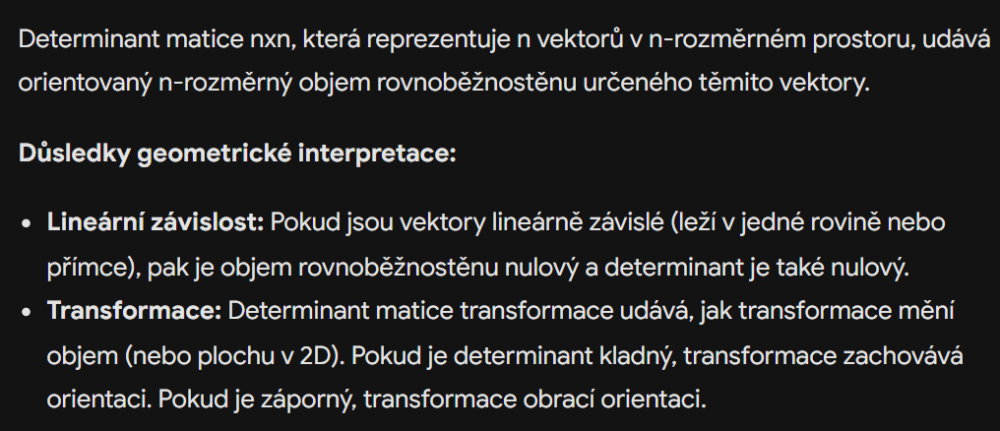 Determinant matice nxn, která reprezentuje n vektorů v n-rozměrném prostoru, udává
orientovaný n-rozměrný objem rovnoběžnostěnu určeného těmito vektory.
Důsledky geometrické interpretace:
• Lineární závislost: Pokud jsou vektory lineárně závislé (leží v jedné rovině nebo
přímce), pak je objem rovnoběžnostěnu nulový a determinant je také nulový.
• Transformace: Determinant matice transformace udává, jak transformace mění
objem (nebo plochu v 2D). Pokud je determinant kladný, transformace zachovává
orientaci. Pokud je záporný, transformace obrací orientaci.